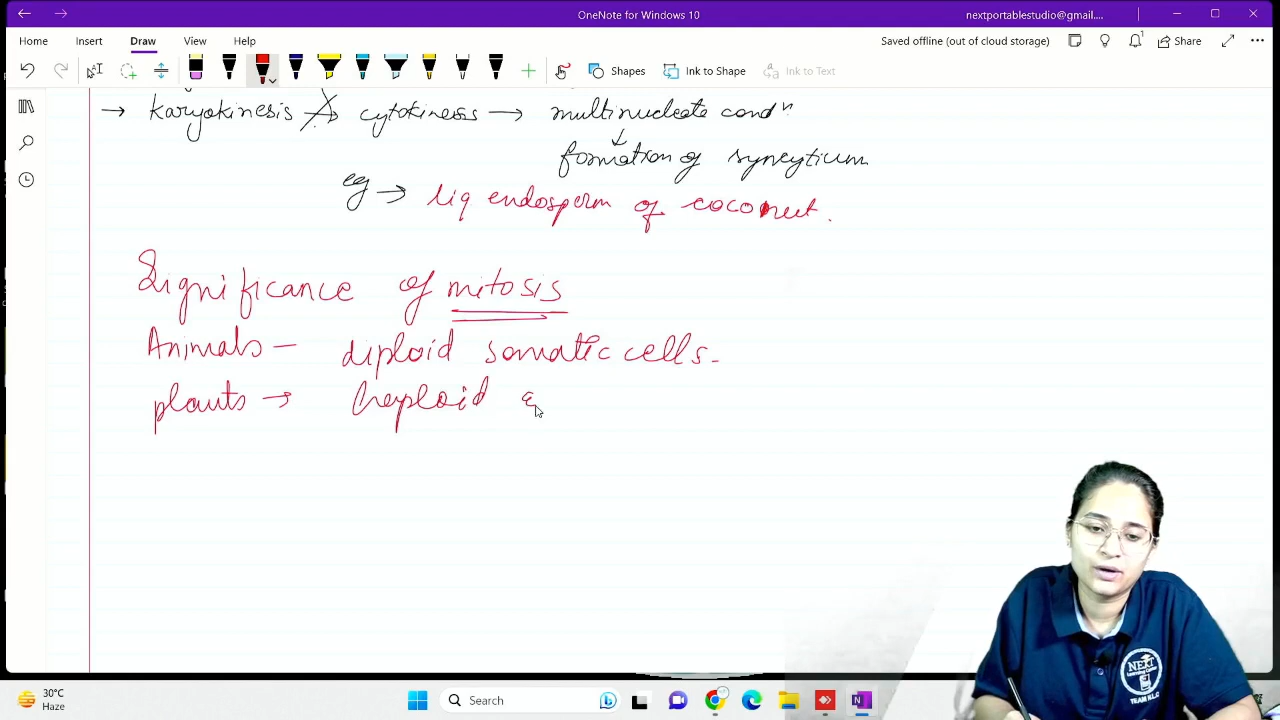 OneNote for Windows 10
nextportablestudio@gmail....
Home Insert Draw View Help
Saved offline (out of cloud storage)
Share
Shapes
Ink to Shape
Ink to Text
→ karyokinesis → cytokinesis → multinucleate condⁿ
↓
formation of syncytium
eg → liq endosperm of coconut.
Significance of mitosis
Animals – diploid somatic cells.
plants → haploid &
NEXT
TEAM N.L.C
30°C
Haze
Search